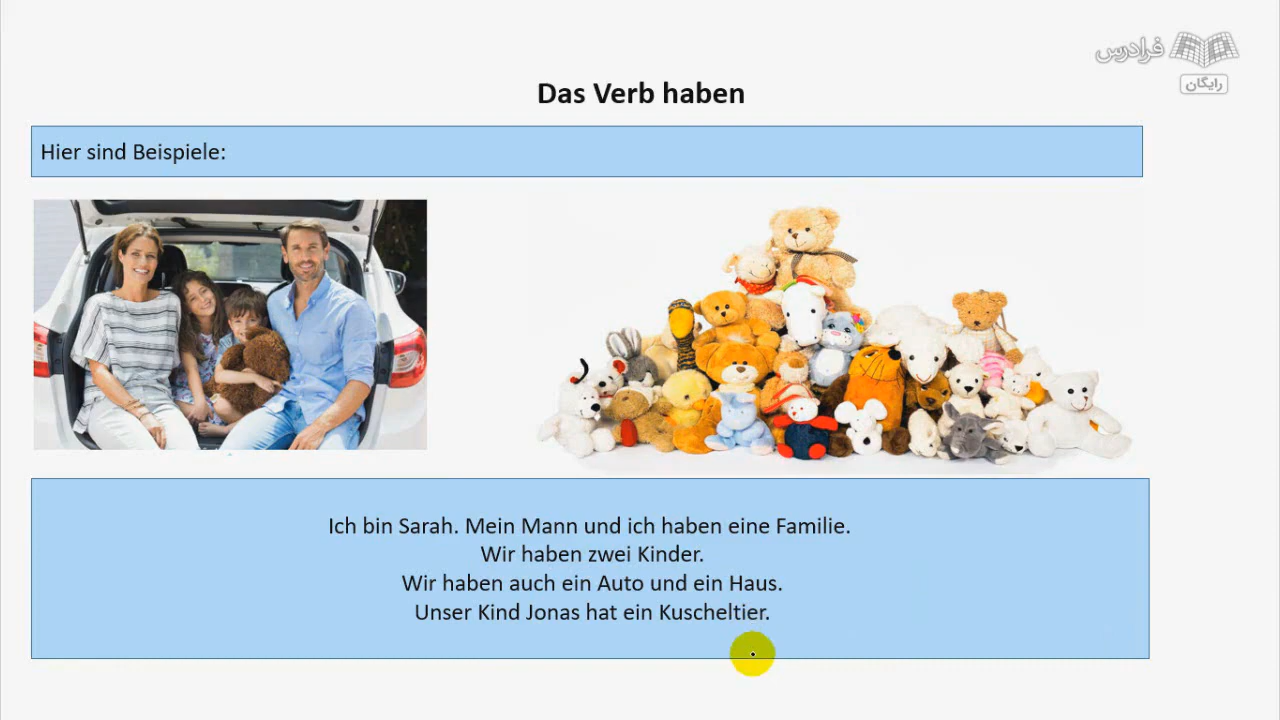 فرادرس
رایگان
Das Verb haben
Hier sind Beispiele:
Ich bin Sarah. Mein Mann und ich haben eine Familie.
Wir haben zwei Kinder.
Wir haben auch ein Auto und ein Haus.
Unser Kind Jonas hat ein Kuscheltier.